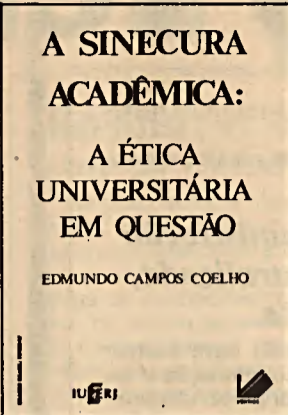 A SINECURA
ACADÊMICA:
A ÉTICA
UNIVERSITÁRIA
EM QUESTÃO
EDMUNDO CAMPOS COELHO
IUPERJ